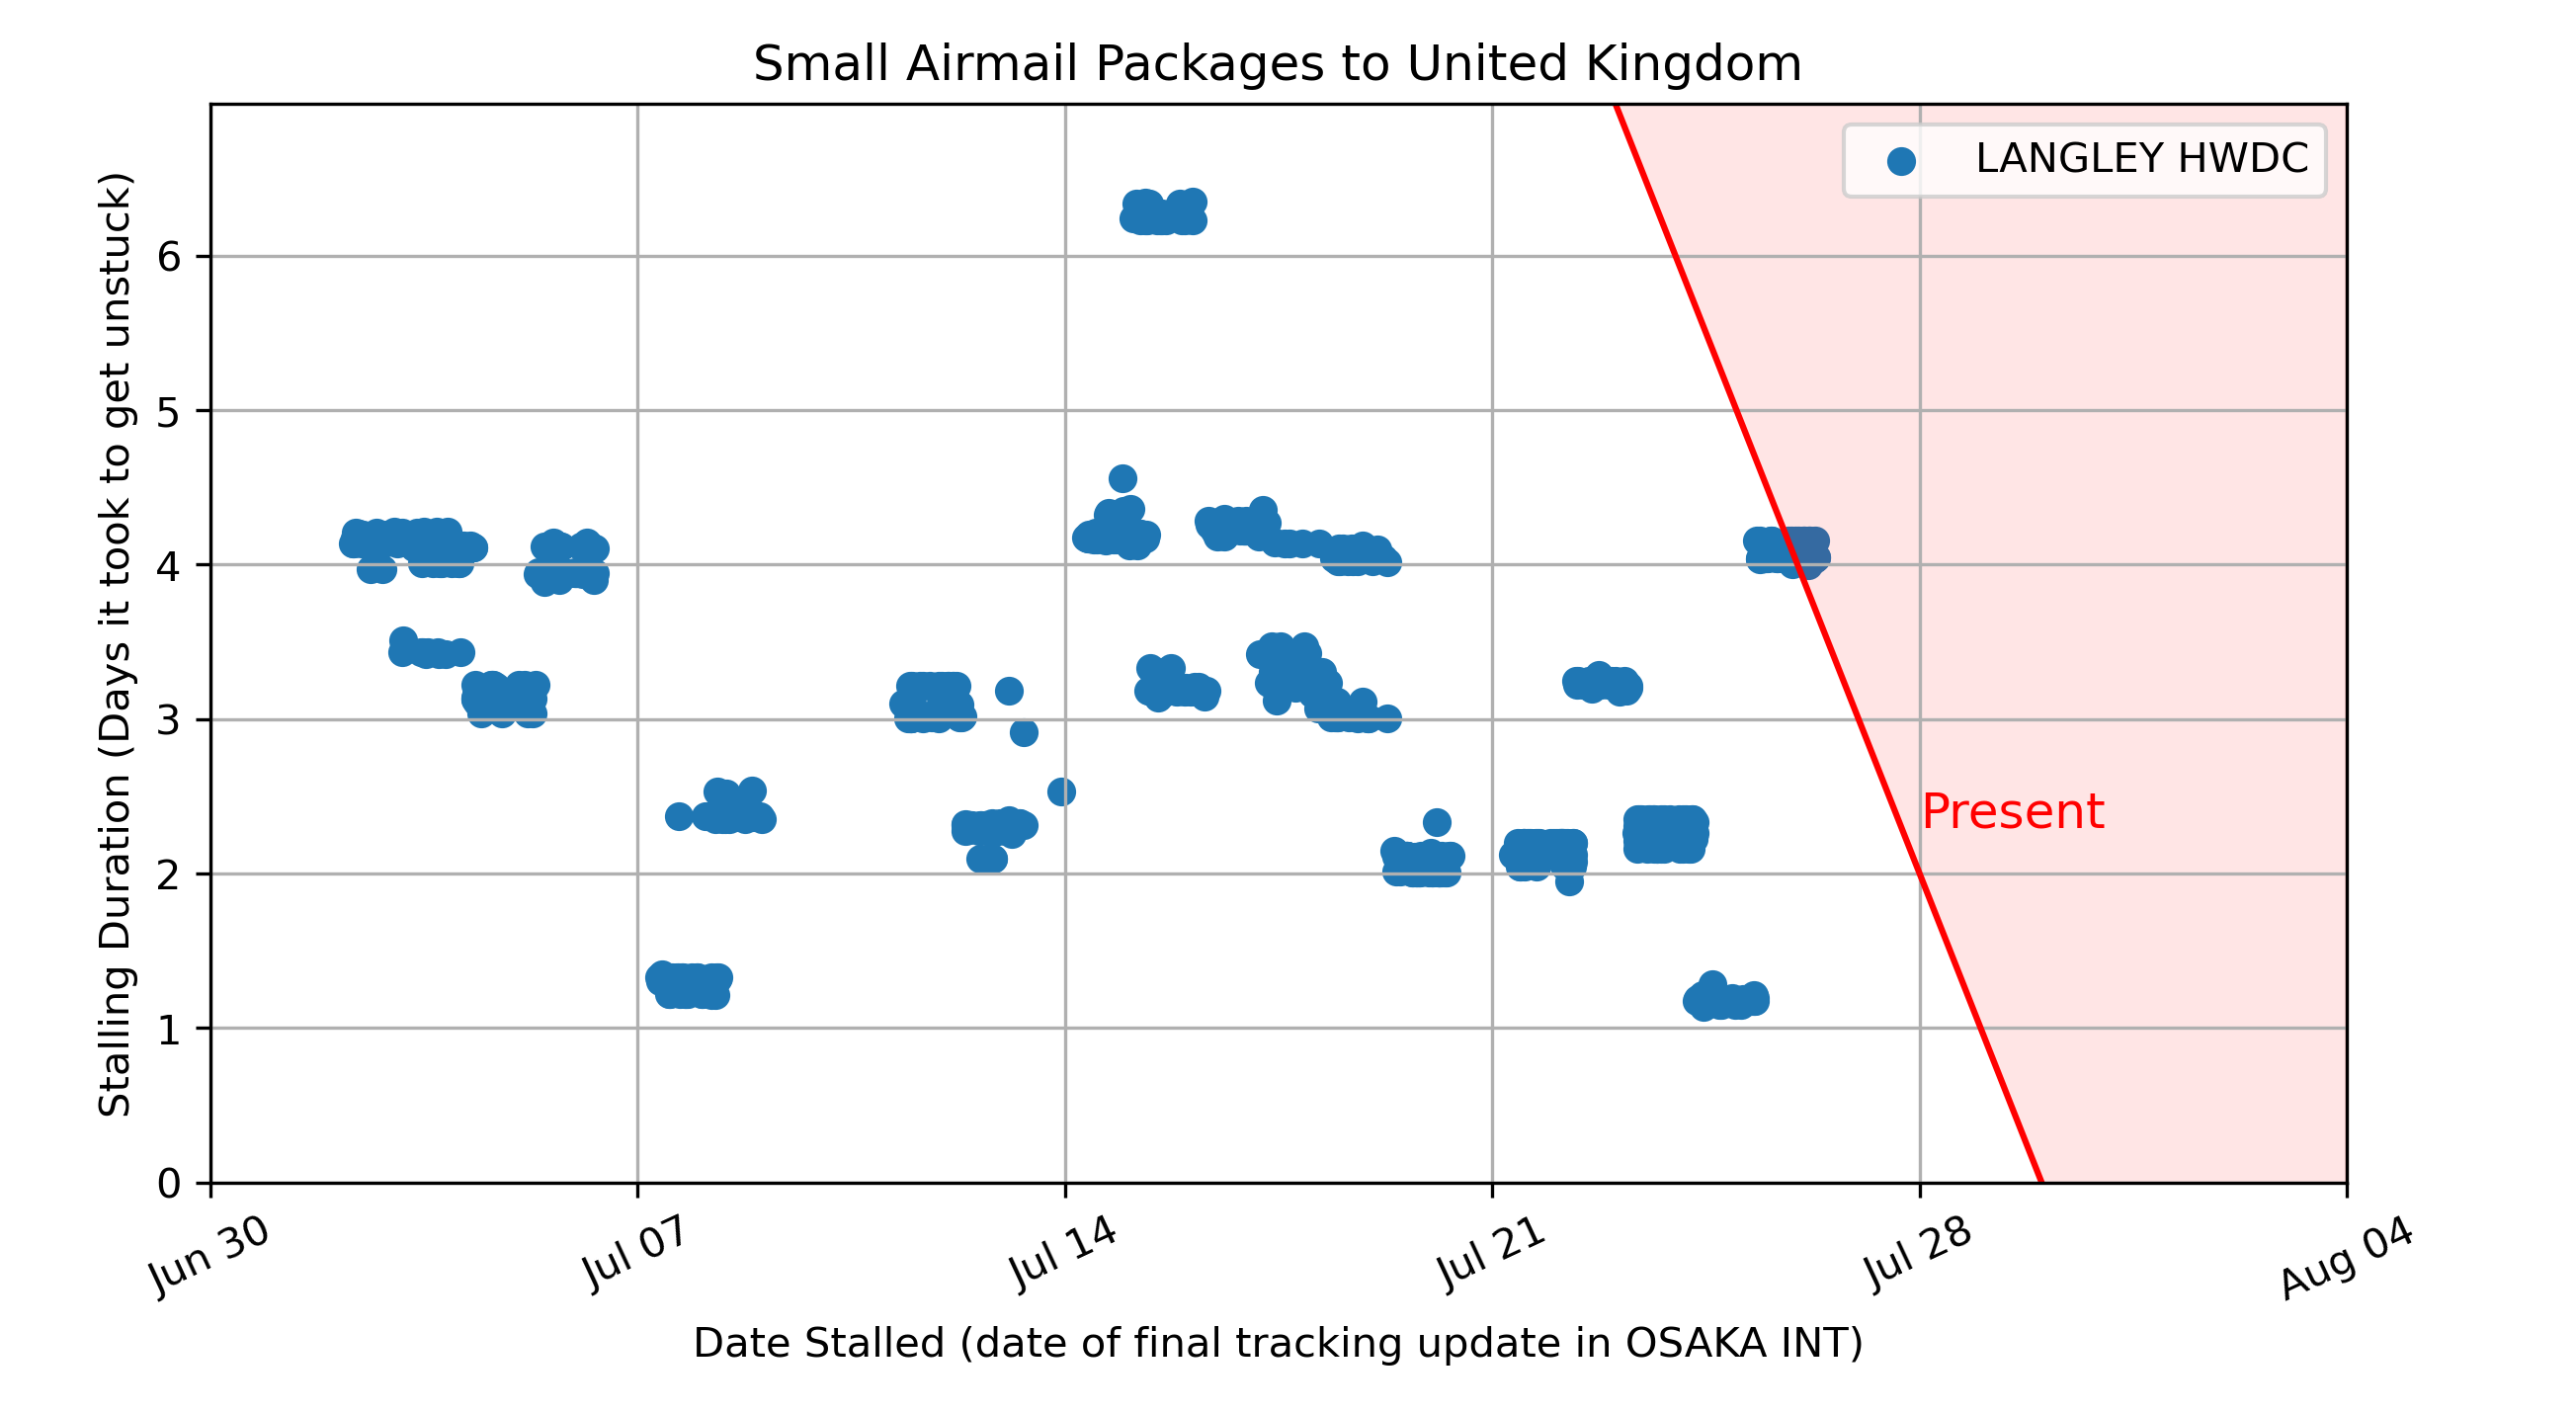 Small Airmail Packages to United Kingdom
LANGLEY HWDC
Stalling Duration (Days it took to get unstuck)
6
5
4
3
2
1
0
Present
Jun 30
Jul 07
Jul 14
Jul 21
Jul 28
Aug 04
Date Stalled (date of final tracking update in OSAKA INT)